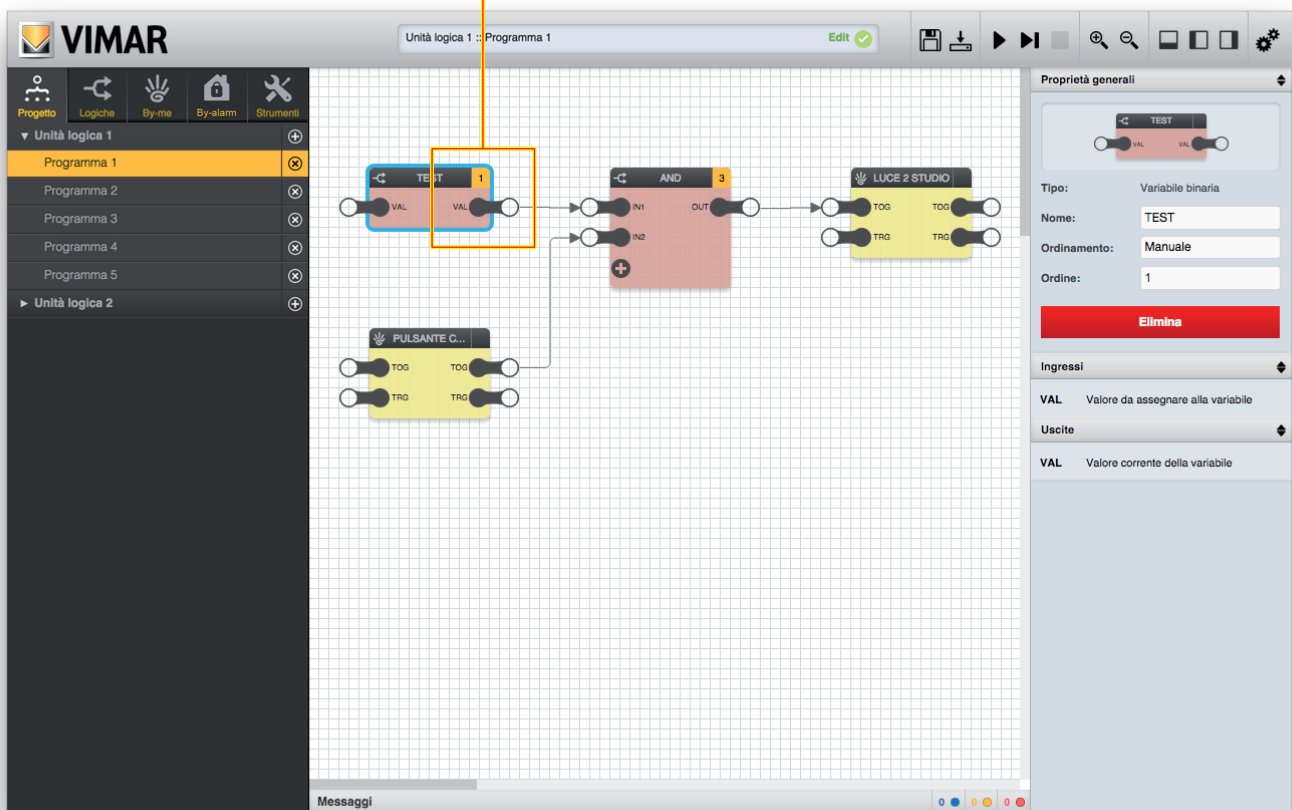 VIMAR
Unità logica 1 :: Programma 1
Edit
Progetto
Logiche
By-me
By-alarm
Strumenti
Unità logica 1
Programma 1
Programma 2
Programma 3
Programma 4
Programma 5
Unità logica 2
TEST 1
VAL VAL
AND 3
IN1 OUT
IN2
LUCE 2 STUDIO
TOG TOG
TRG TRG
PULSANTE C...
TOG TOG
TRG TRG
Messaggi
0 0 0
Proprietà generali
TEST
VAL VAL
Tipo: Variabile binaria
Nome: TEST
Ordinamento: Manuale
Ordine: 1
Elimina
Ingressi
VAL Valore da assegnare alla variabile
Uscite
VAL Valore corrente della variabile